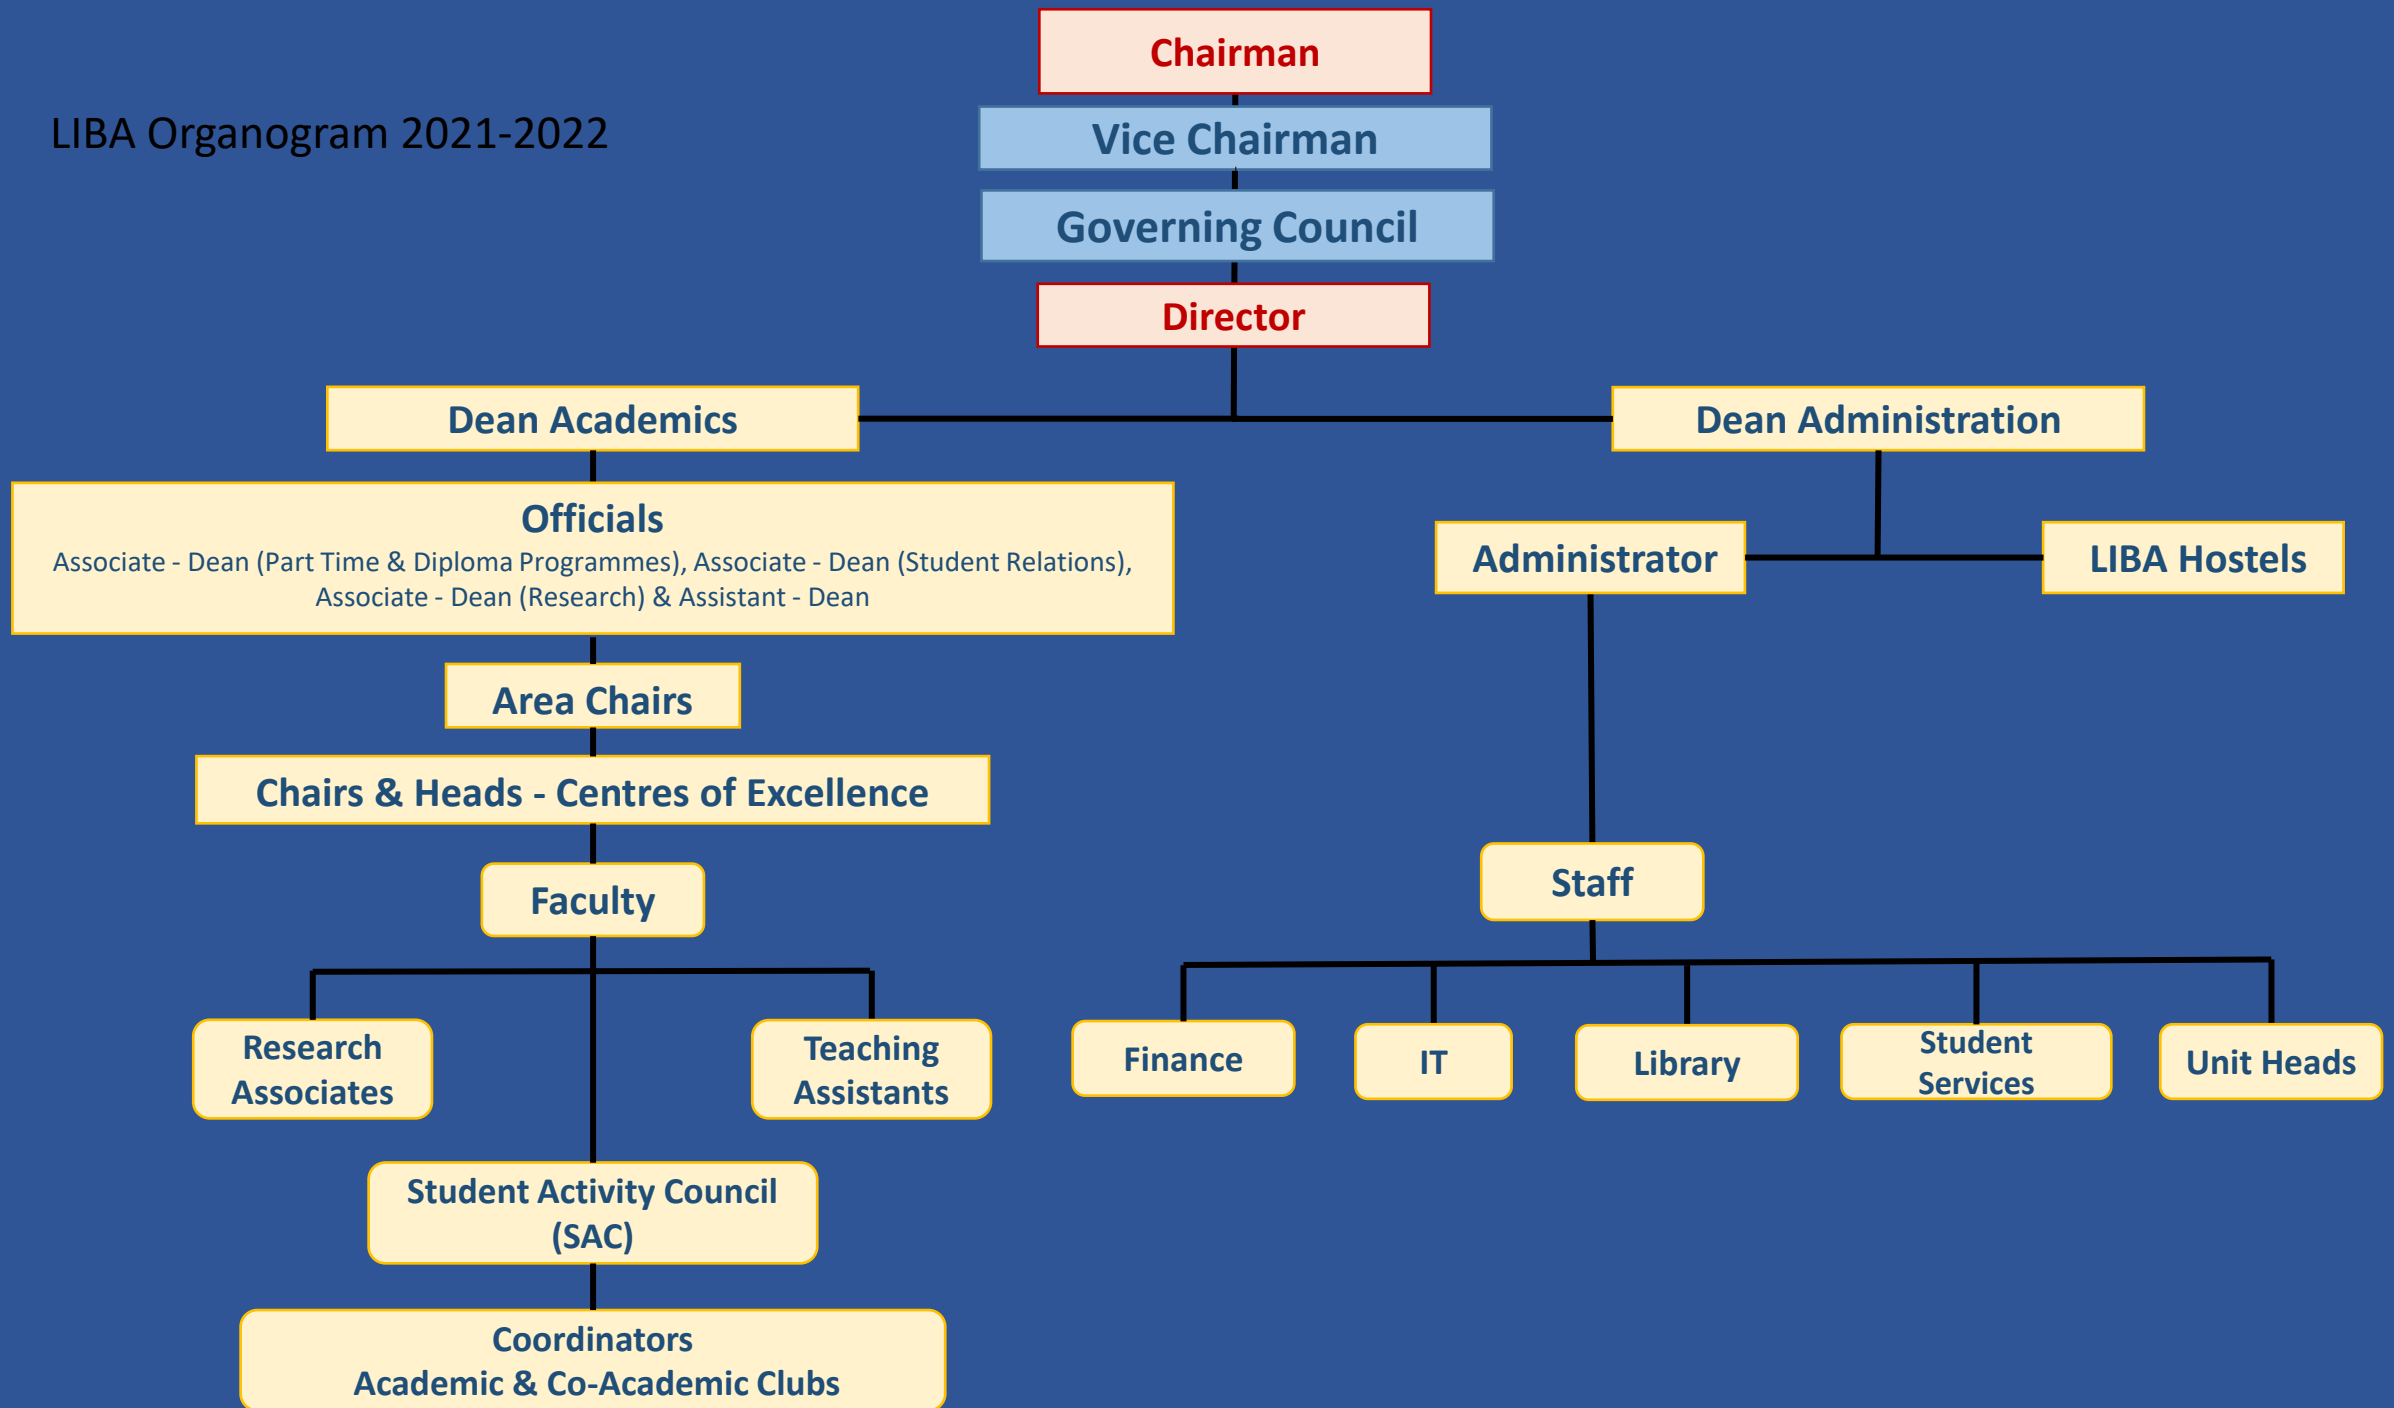 Chairman
LIBA Organogram 2021-2022
Vice Chairman
Governing Council
Director
Dean Academics
Dean Administration
Officials
Associate - Dean (Part Time & Diploma Programmes), Associate - Dean (Student Relations),
Associate - Dean (Research) & Assistant - Dean
Administrator
LIBA Hostels
Area Chairs
Chairs & Heads - Centres of Excellence
Faculty
Staff
Research
Associates
Teaching
Assistants
Finance
IT
Library
Student
Services
Unit Heads
Student Activity Council
(SAC)
Coordinators
Academic & Co-Academic Clubs